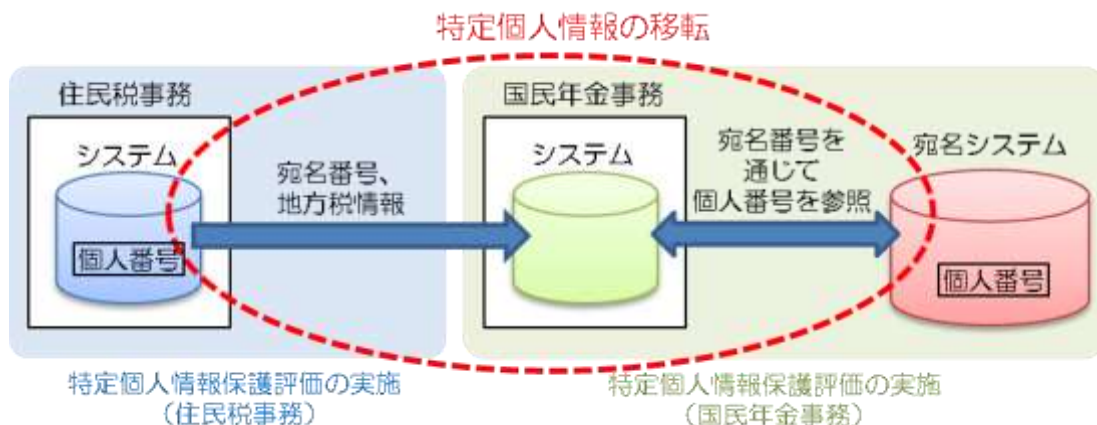 特定個人情報の移転
住民税事務
システム
個人番号
宛名番号、
地方税情報
国民年金事務
システム
宛名番号を
通じて
個人番号を参照
宛名システム
個人番号
特定個人情報保護評価の実施
（住民税事務）
特定個人情報保護評価の実施
（国民年金事務）